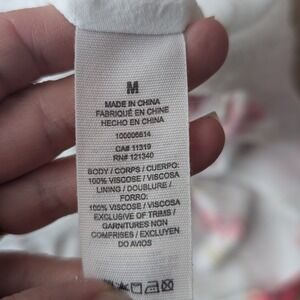 M
MADE IN CHINA
FABRIQUÉ EN CHINE
HECHO EN CHINA
100006614
CA# 11319
RN# 121340
BODY / CORPS / CUERPO:
100% VISCOSE / VISCOSA
LINING / DOUBLURE /
FORRO:
100% VISCOSE / VISCOSA
EXCLUSIVE OF TRIMS /
GARNITURES NON
COMPRISES / EXCLUYEN
DO AVIOS